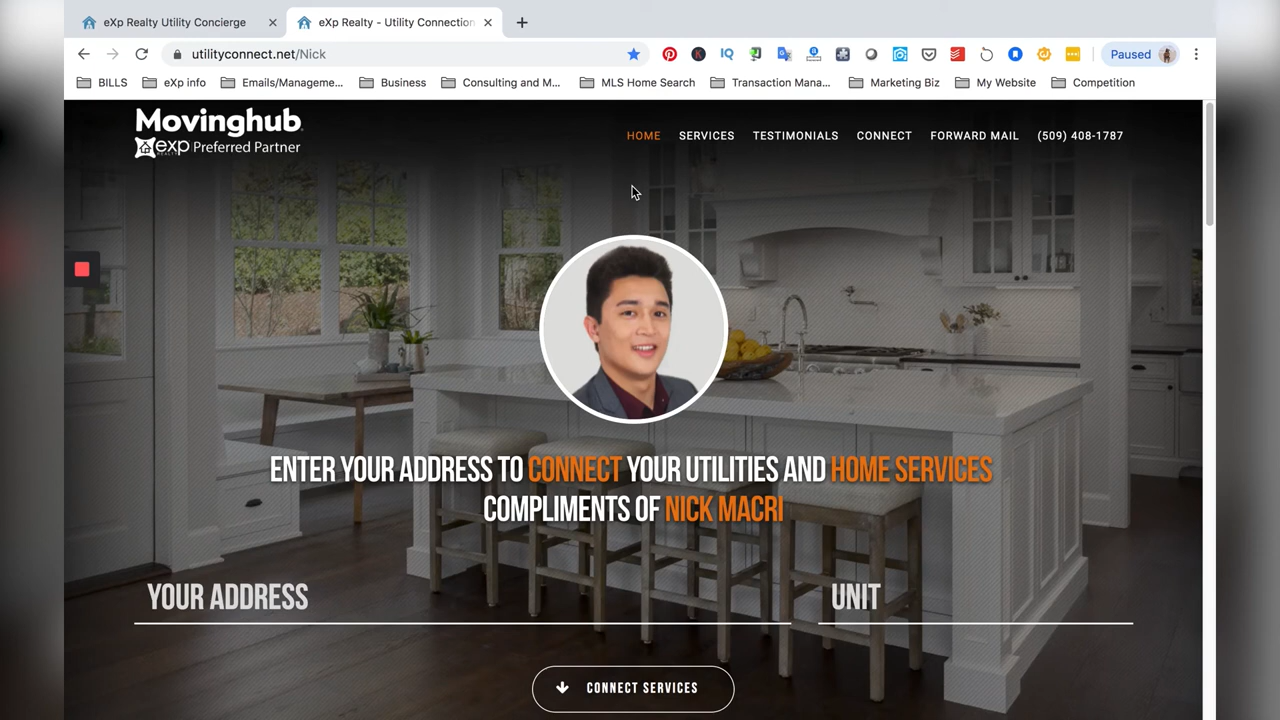 eXp Realty Utility Concierge
eXp Realty - Utility Connection
utilityconnect.net/Nick
Paused
BILLS
eXp info
Emails/Manageme...
Business
Consulting and M...
MLS Home Search
Transaction Mana...
Marketing Biz
My Website
Competition
Movinghub
exp Preferred Partner
HOME
SERVICES
TESTIMONIALS
CONNECT
FORWARD MAIL
(509) 408-1787
ENTER YOUR ADDRESS TO CONNECT YOUR UTILITIES AND HOME SERVICES
COMPLIMENTS OF NICK MACRI
YOUR ADDRESS
UNIT
CONNECT SERVICES